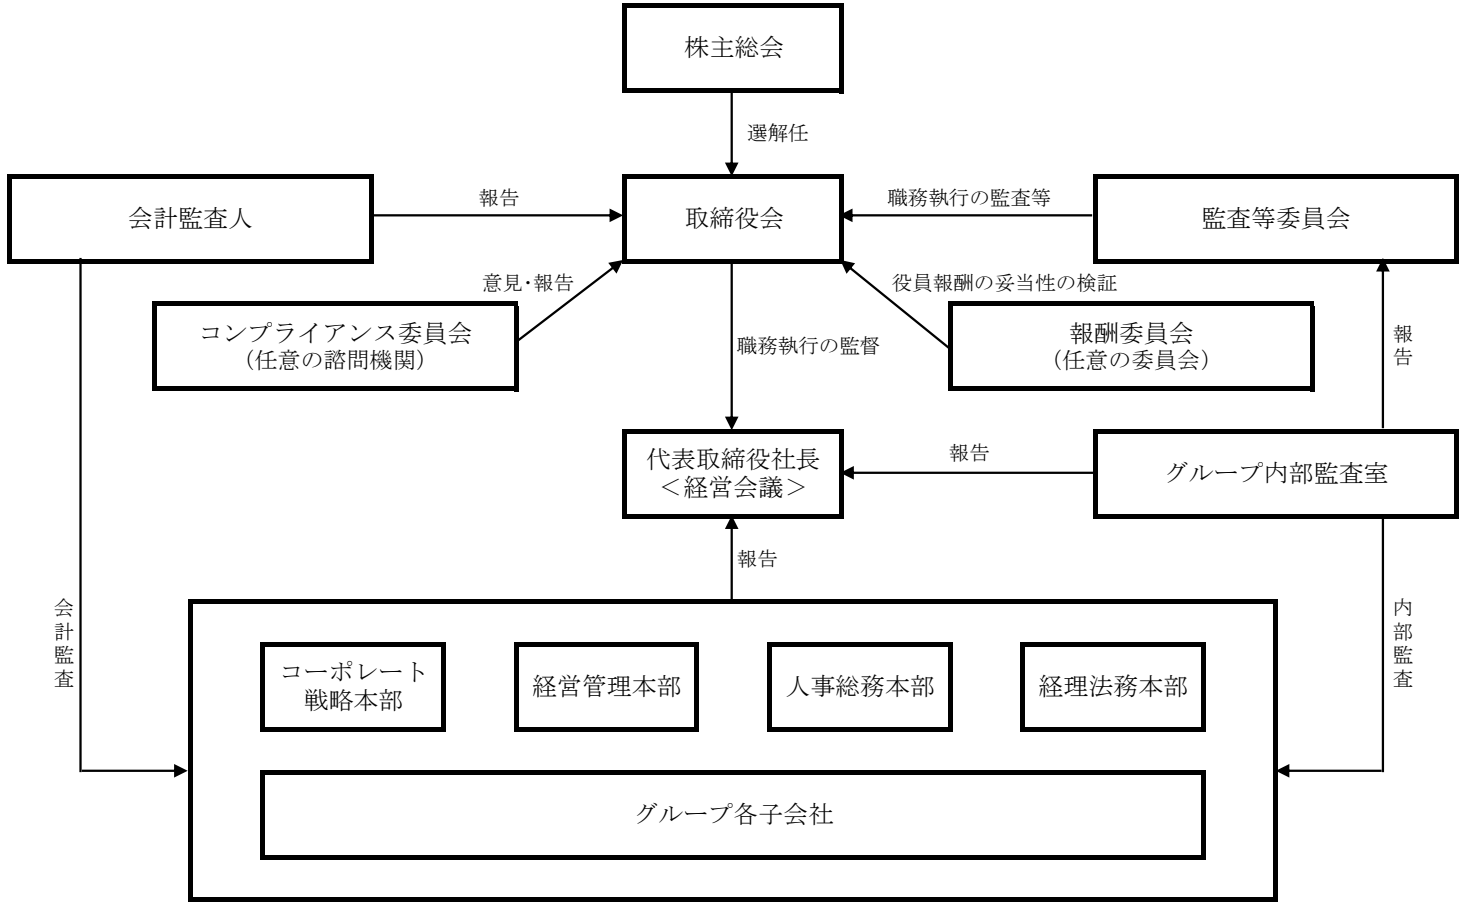 株主総会
選解任
会計監査人
報告
取締役会
職務執行の監査等
監査等委員会
意見・報告
役員報酬の妥当性の検証
コンプライアンス委員会
（任意の諮問機関）
職務執行の監督
報酬委員会
（任意の委員会）
報告
代表取締役社長
＜経営会議＞
報告
グループ内部監査室
報告
会計監査
内部監査
コーポレート
戦略本部
経営管理本部
人事総務本部
経理法務本部
グループ各子会社